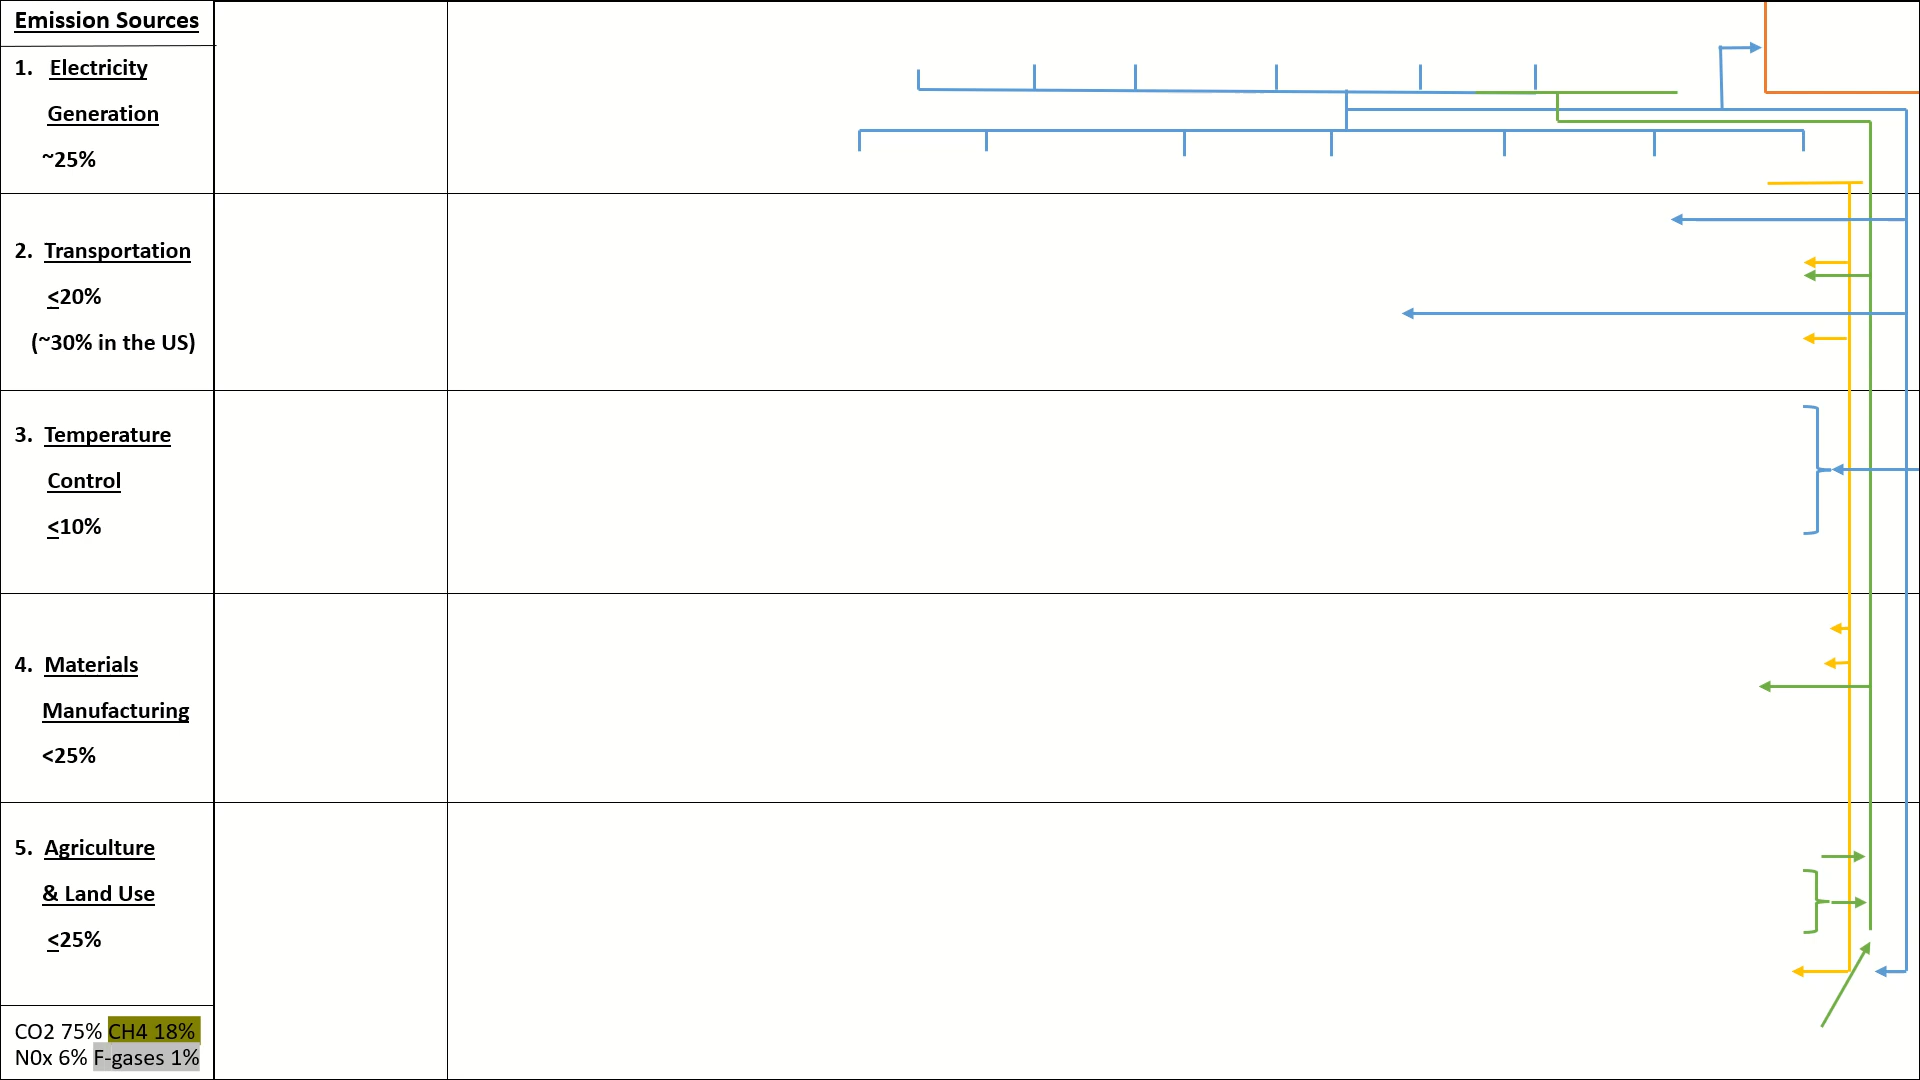 Emission Sources
1. Electricity
Generation
~25%
2. Transportation
<20%
(~30% in the US)
3. Temperature
Control
<10%
4. Materials
Manufacturing
<25%
5. Agriculture
& Land Use
<25%
CO2 75% CH4 18%
N0x 6% F-gases 1%